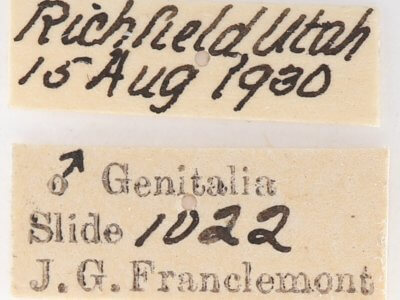 Richfield, Utah
15 Aug 1930
♂ Genitalia
Slide 1022
J. G. Franclemont